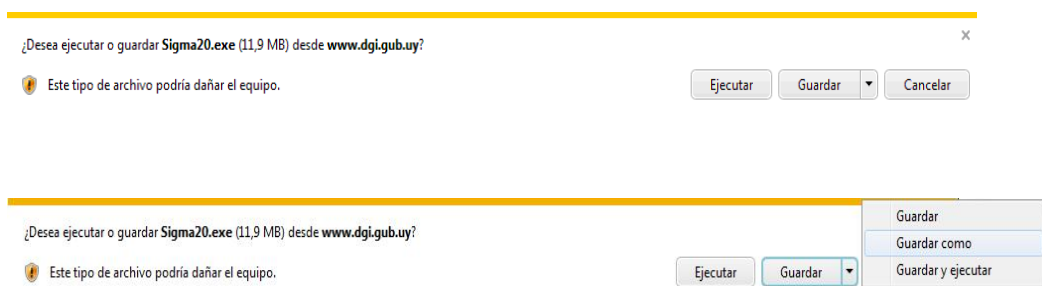 ¿Desea ejecutar o guardar Sigma20.exe (11,9 MB) desde www.dgi.gub.uy?
x
Este tipo de archivo podría dañar el equipo.
Ejecutar
Guardar
Cancelar
¿Desea ejecutar o guardar Sigma20.exe (11,9 MB) desde www.dgi.gub.uy?
Este tipo de archivo podría dañar el equipo.
Ejecutar
Guardar
Guardar
Guardar como
Guardar y ejecutar